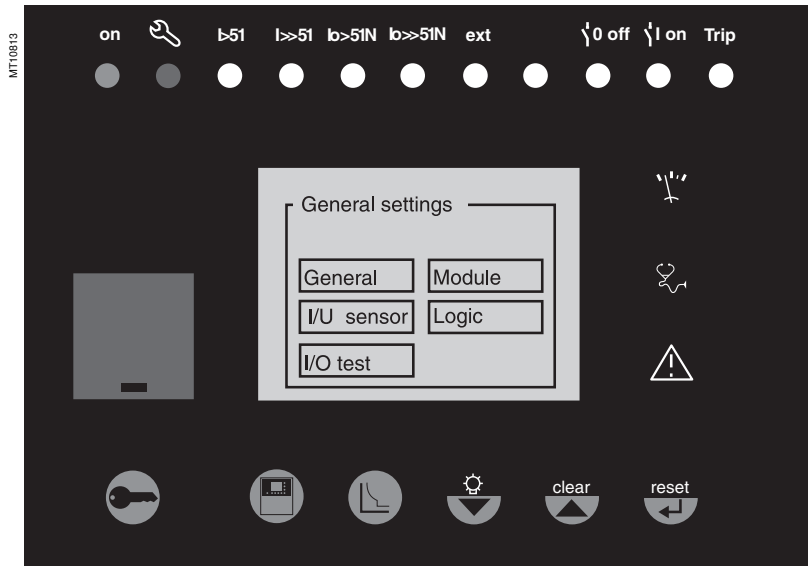 MT10813
on I>51 I>>51 Io>51N Io>>51N ext 0 off I on Trip
General settings
General Module
I/U sensor Logic
I/O test
clear reset